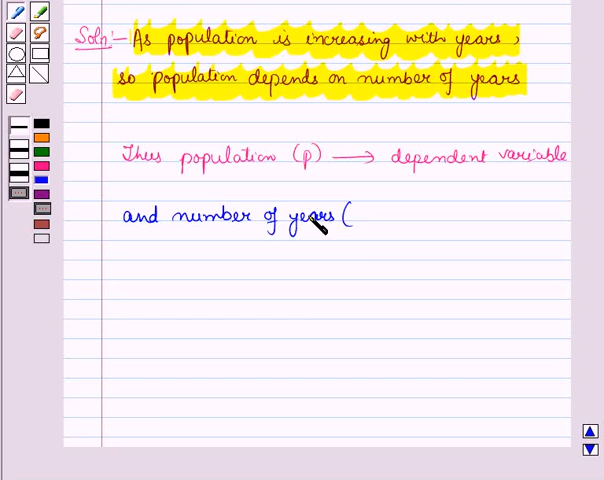 Soln:- As population is increasing with years,
so population depends on number of years
Thus population (p) ⟶ dependent variable
and number of years (